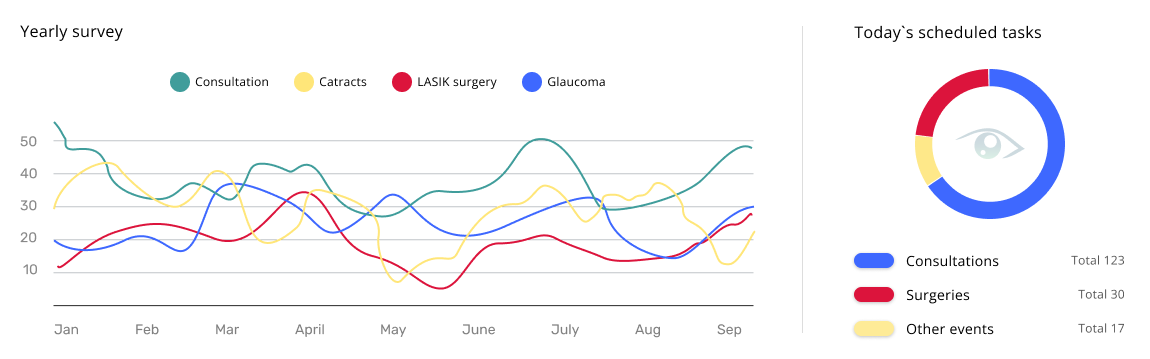 Yearly survey
Consultation
Catracts
LASIK surgery
Glaucoma
50
40
30
20
10
Jan
Feb
Mar
April
May
June
July
Aug
Sep
Today`s scheduled tasks
Consultations Total 123
Surgeries Total 30
Other events Total 17